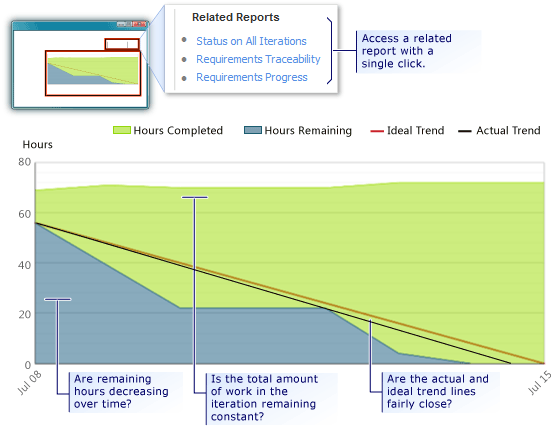 Related Reports
Status on All Iterations
Requirements Traceability
Requirements Progress
Access a related
report with a
single click.
Hours Completed
Hours Remaining
Ideal Trend
Actual Trend
Hours
80
60
40
20
0
Jul 08
Jul 15
Are remaining
hours decreasing
over time?
Is the total amount
of work in the
iteration remaining
constant?
Are the actual and
ideal trend lines
fairly close?